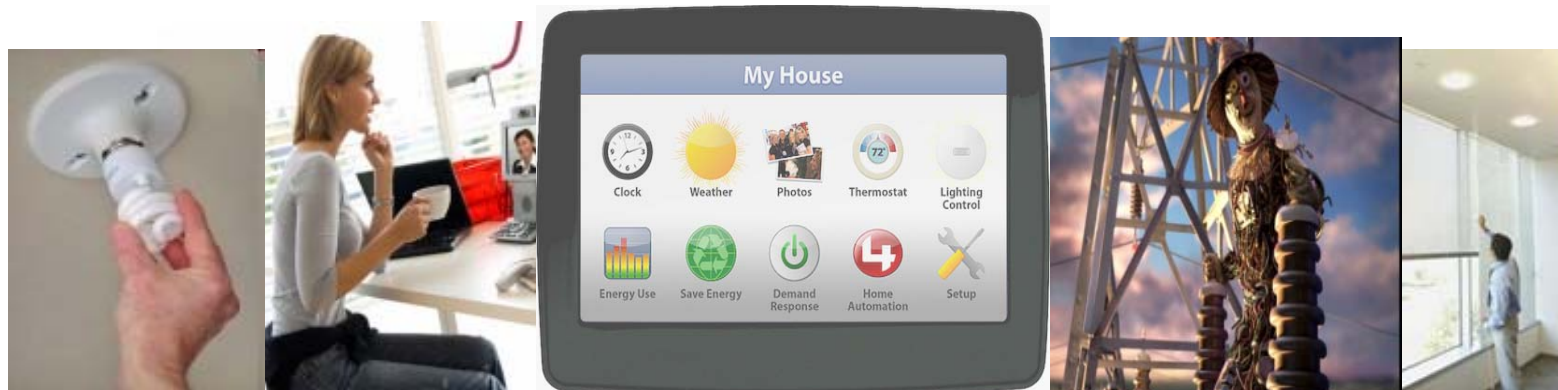 My House
Clock
Weather
Photos
72°
Thermostat
Lighting
Control
Energy Use
Save Energy
Demand
Response
Home
Automation
Setup